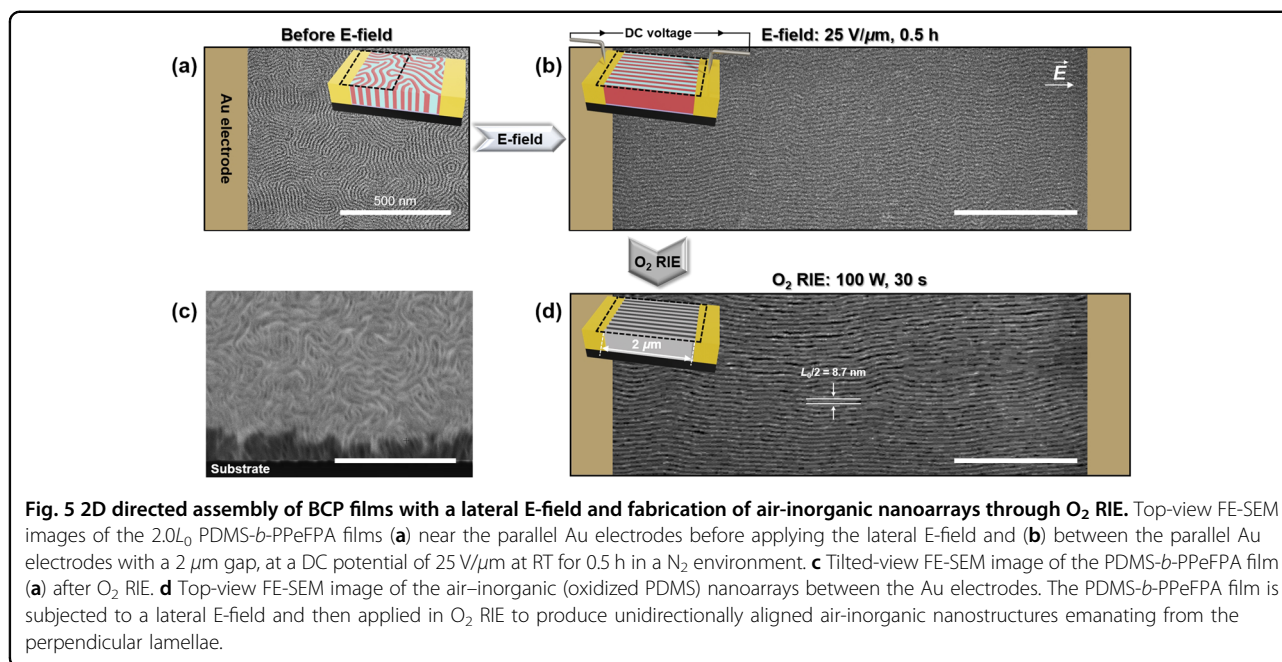 Before E-field
DC voltage
E-field: 25 V/µm, 0.5 h
(a)
(b)
Au electrode
E
E-field
500 nm
O₂ RIE
O₂ RIE: 100 W, 30 s
(c)
(d)
2 µm
L₀/2 = 8.7 nm
Substrate
Fig. 5 2D directed assembly of BCP films with a lateral E-field and fabrication of air-inorganic nanoarrays through O₂ RIE. Top-view FE-SEM
images of the 2.0L₀ PDMS-b-PPeFPA films (a) near the parallel Au electrodes before applying the lateral E-field and (b) between the parallel Au
electrodes with a 2 µm gap, at a DC potential of 25 V/µm at RT for 0.5 h in a N₂ environment. c Tilted-view FE-SEM image of the PDMS-b-PPeFPA film
(a) after O₂ RIE. d Top-view FE-SEM image of the air–inorganic (oxidized PDMS) nanoarrays between the Au electrodes. The PDMS-b-PPeFPA film is
subjected to a lateral E-field and then applied in O₂ RIE to produce unidirectionally aligned air-inorganic nanostructures emanating from the
perpendicular lamellae.